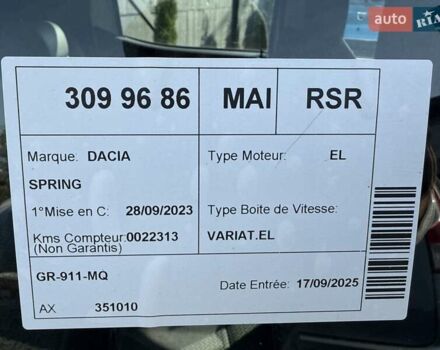 auto RIA
309 96 86 MAI RSR
Marque: DACIA Type Moteur: EL
SPRING
1°Mise en C: 28/09/2023 Type Boite de Vitesse:
Kms Compteur:0022313 VARIAT.EL
(Non Garantis)
GR-911-MQ Date Entrée: 17/09/2025
AX 351010